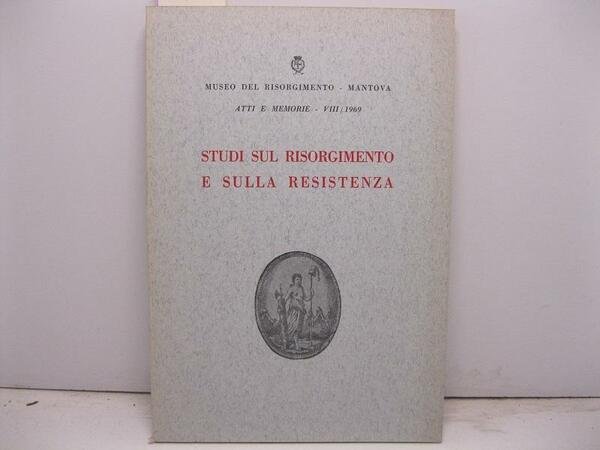 MUSEO DEL RISORGIMENTO - MANTOVA
ATTI E MEMORIE - VIII/1969
STUDI SUL RISORGIMENTO
E SULLA RESISTENZA